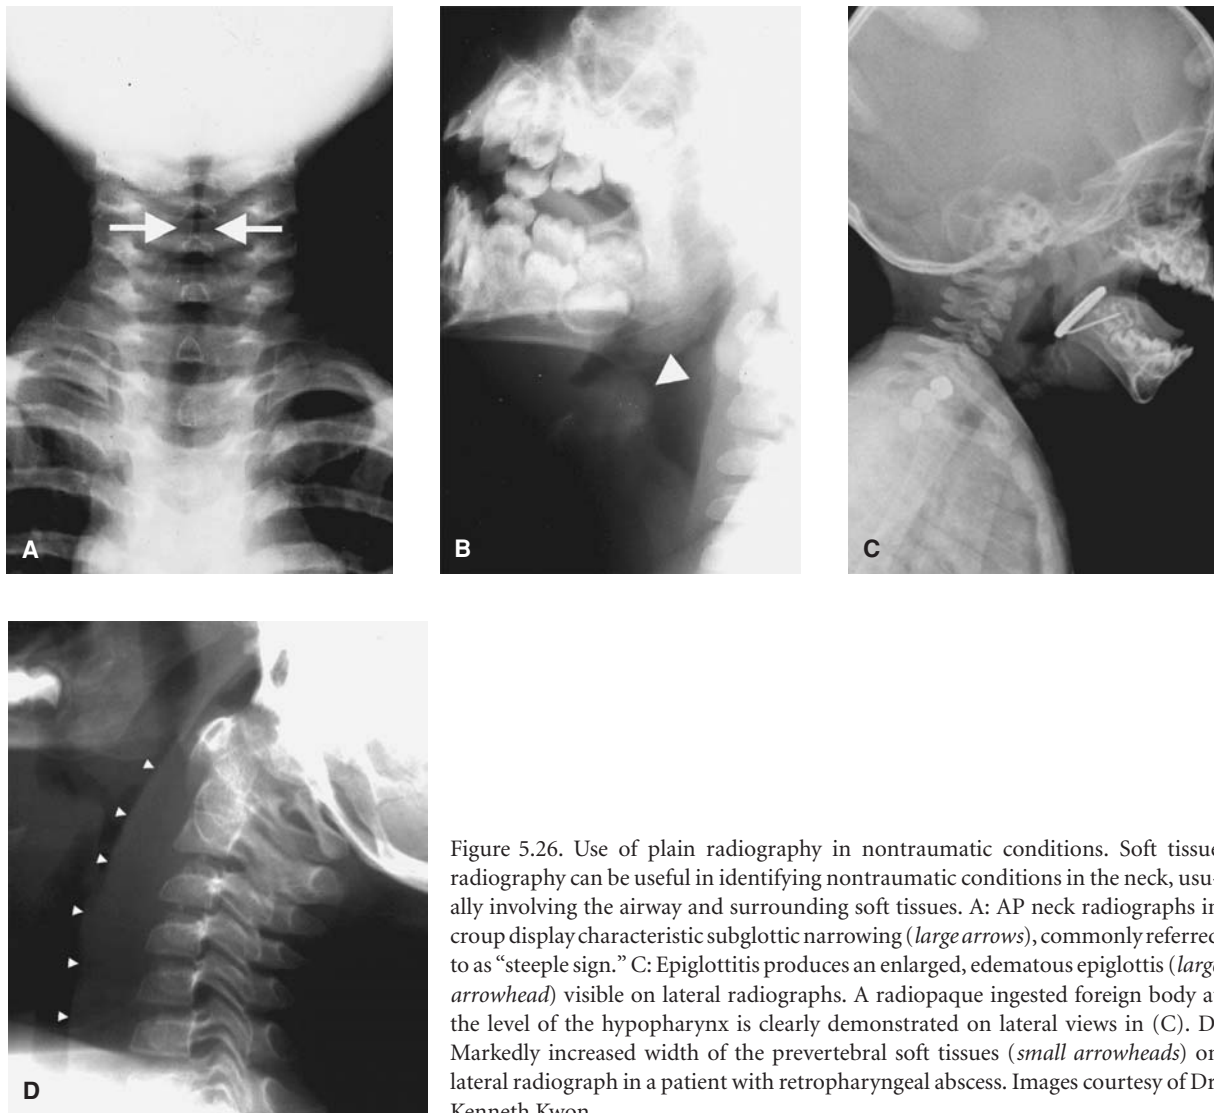 A
B
C
D
Figure 5.26. Use of plain radiography in nontraumatic conditions. Soft tissue
radiography can be useful in identifying nontraumatic conditions in the neck, usu-
ally involving the airway and surrounding soft tissues. A: AP neck radiographs in
croup display characteristic subglottic narrowing (large arrows), commonly referred
to as “steeple sign.” C: Epiglottitis produces an enlarged, edematous epiglottis (larg
arrowhead) visible on lateral radiographs. A radiopaque ingested foreign body a
the level of the hypopharynx is clearly demonstrated on lateral views in (C). D
Markedly increased width of the prevertebral soft tissues (small arrowheads) on
lateral radiograph in a patient with retropharyngeal abscess. Images courtesy of Dr
Kenneth Kwon